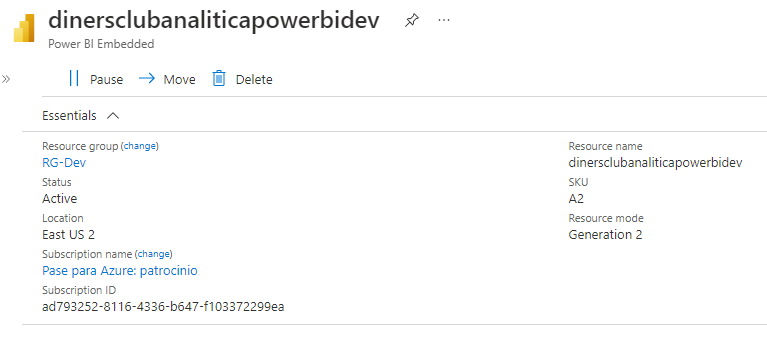 dinersclubanaliticapowerbidev
Power BI Embedded
Pause Move Delete
Essentials
Resource group (change)
RG-Dev
Status
Active
Location
East US 2
Subscription name (change)
Pase para Azure: patrocinio
Subscription ID
ad793252-8116-4336-b647-f103372299ea
Resource name
dinersclubanaliticapowerbidev
SKU
A2
Resource mode
Generation 2